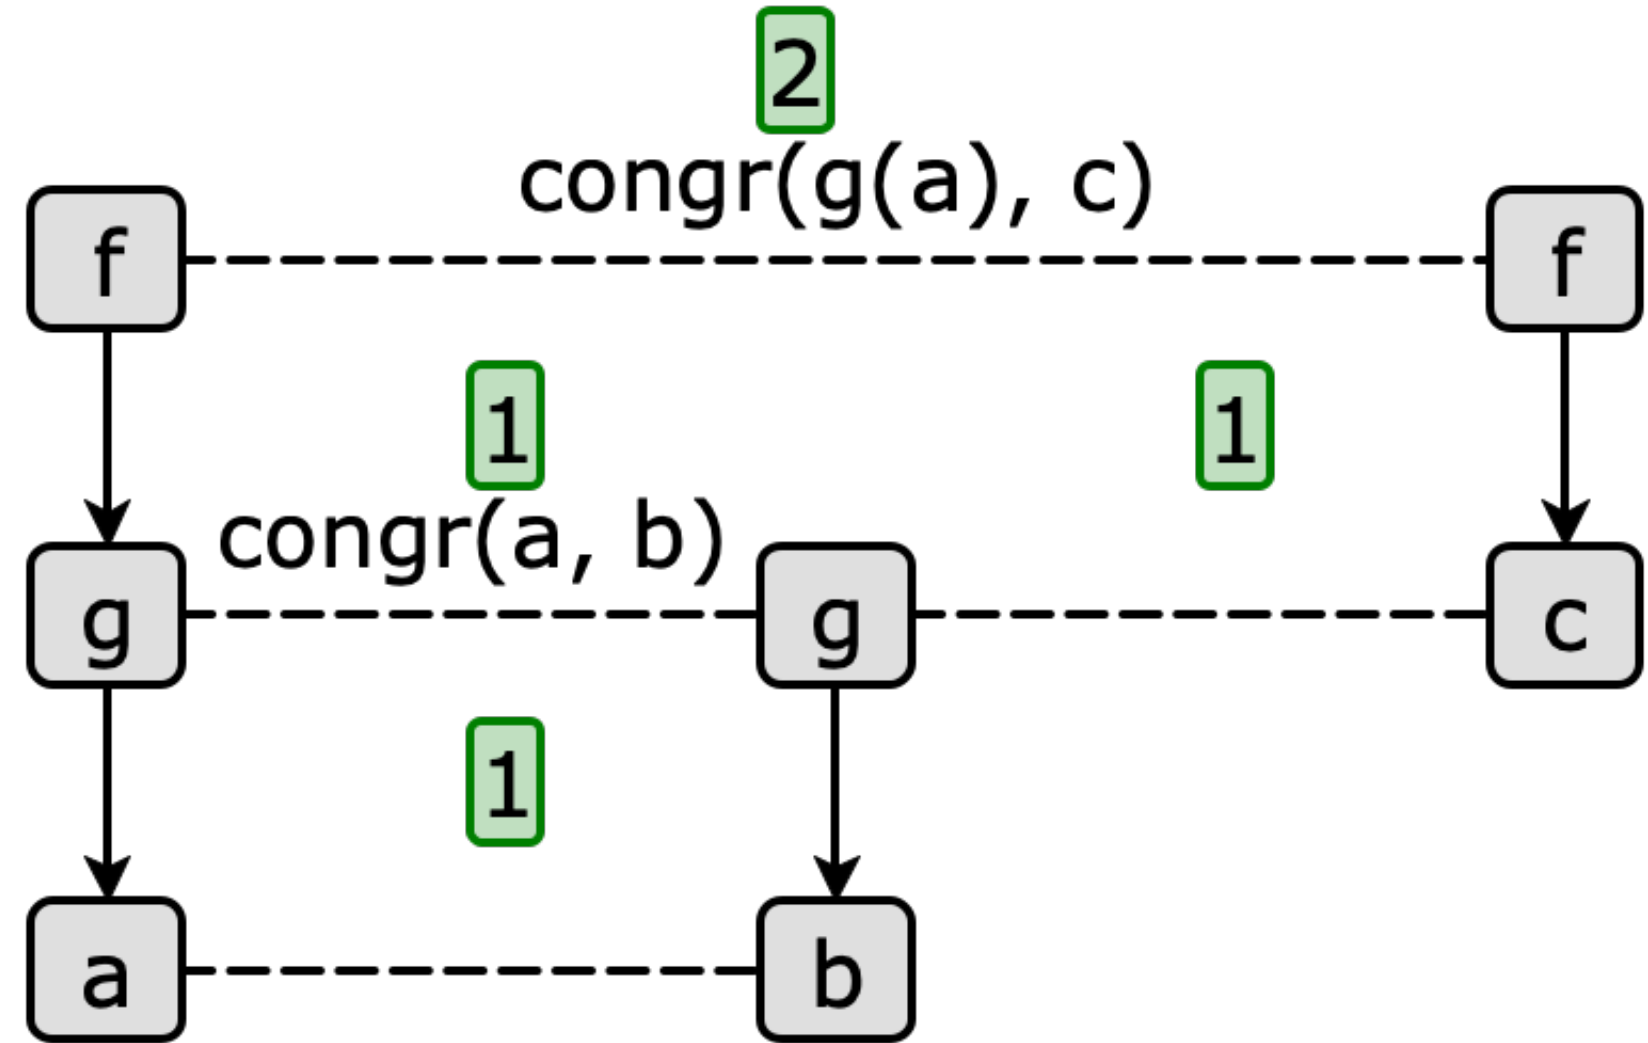 2
congr(g(a), c)
f f
1 1
congr(a, b)
g g c
1
a b